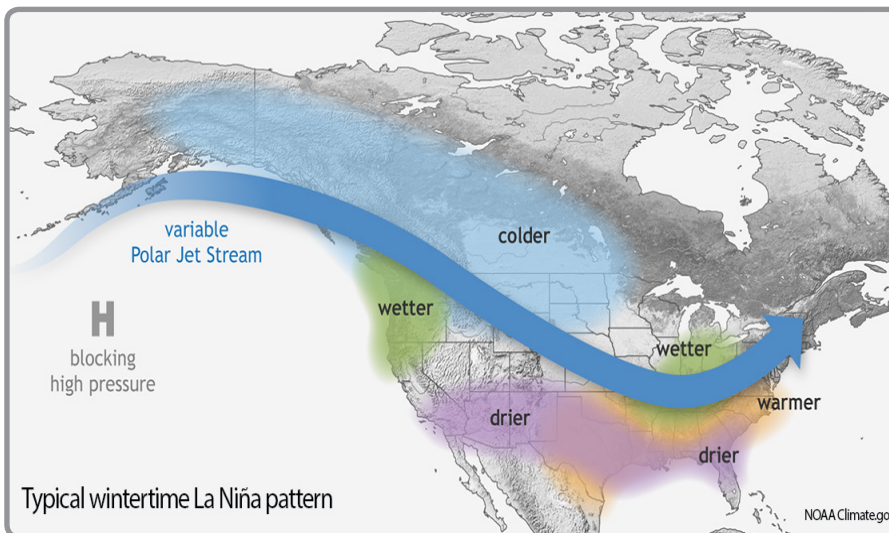 variable
Polar Jet Stream
colder
H
blocking
high pressure
wetter
wetter
warmer
drier
drier
Typical wintertime La Niña pattern
NOAA Climate.go